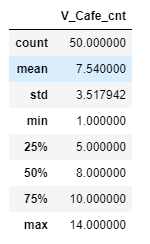 V_Cafe_cnt
count 50.000000
mean 7.540000
std 3.517942
min 1.000000
25% 5.000000
50% 8.000000
75% 10.000000
max 14.000000